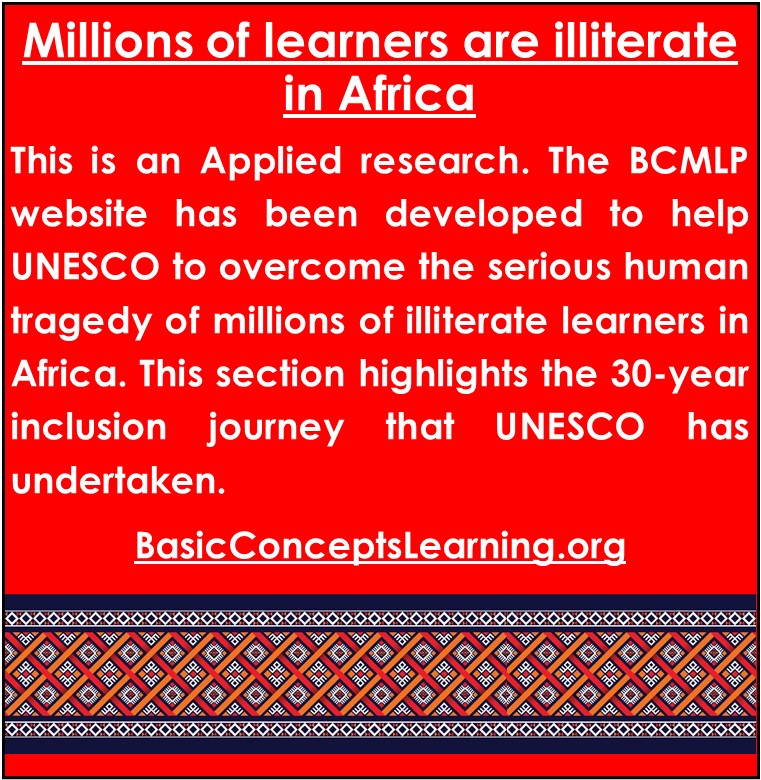 Millions of learners are illiterate
in Africa
This is an Applied research. The BCMLP
website has been developed to help
UNESCO to overcome the serious human
tragedy of millions of illiterate learners in
Africa. This section highlights the 30-year
inclusion journey that UNESCO has
undertaken.
BasicConceptsLearning.org